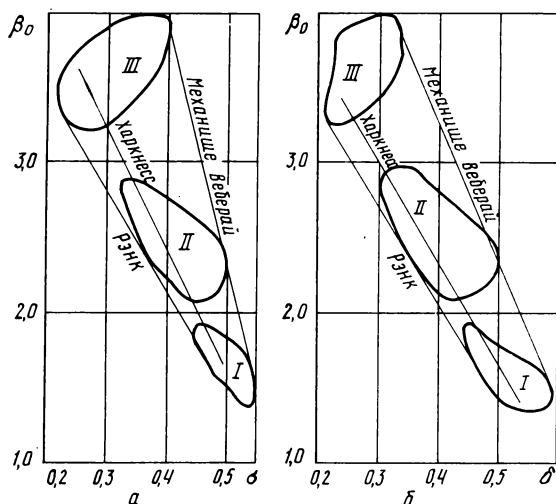 β₀
III
Харкнесс
Механище веберай
3,0
II
Рэнк
2,0
I
1,0
0,2 0,3 0,4 0,5 δ
а
β₀
III
Харкнес
Механище веберай
3,0
II
Рэнк
2,0
I
1,0
0,2 0,3 0,4 0,5 δ
б